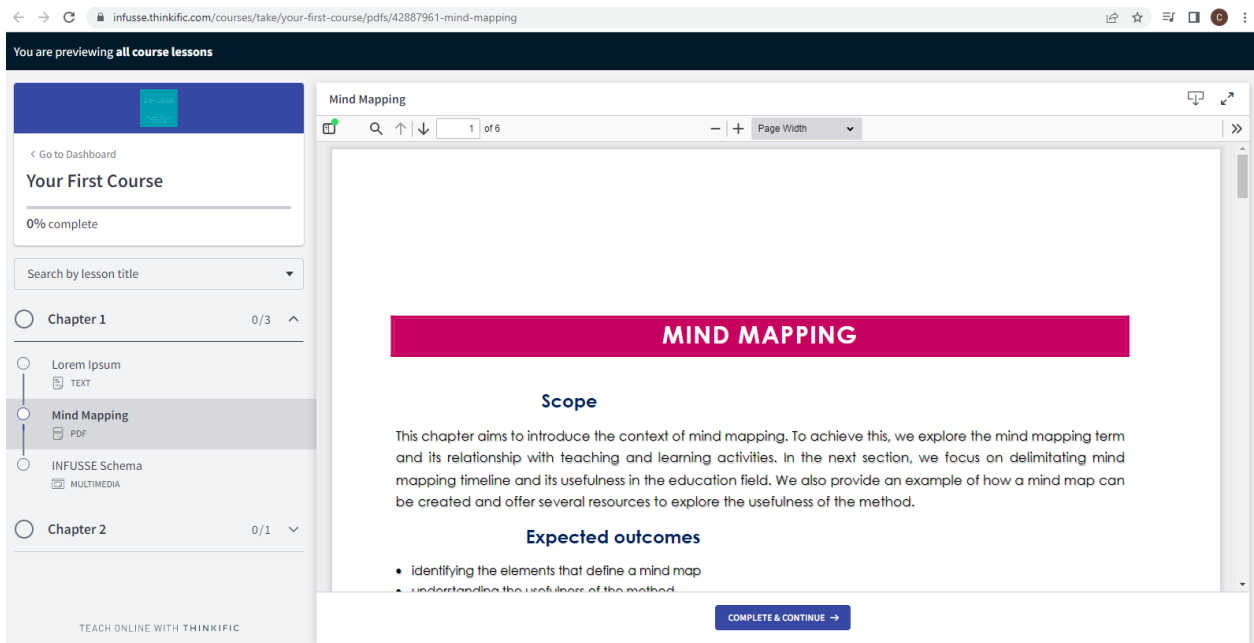 infusse.thinkific.com/courses/take/your-first-course/pdfs/42887961-mind-mapping
C
You are previewing all course lessons
INFUSSE
< Go to Dashboard
Your First Course
0% complete
Search by lesson title
Chapter 1 0/3
Lorem Ipsum
TEXT
Mind Mapping
PDF
INFUSSE Schema
MULTIMEDIA
Chapter 2 0/1
TEACH ONLINE WITH THINKIFIC
Mind Mapping
1 of 6
Page Width
MIND MAPPING
Scope
This chapter aims to introduce the context of mind mapping. To achieve this, we explore the mind mapping term
and its relationship with teaching and learning activities. In the next section, we focus on delimitating mind
mapping timeline and its usefulness in the education field. We also provide an example of how a mind map can
be created and offer several resources to explore the usefulness of the method.
Expected outcomes
• identifying the elements that define a mind map
• understanding the usefulness of the method
COMPLETE & CONTINUE →